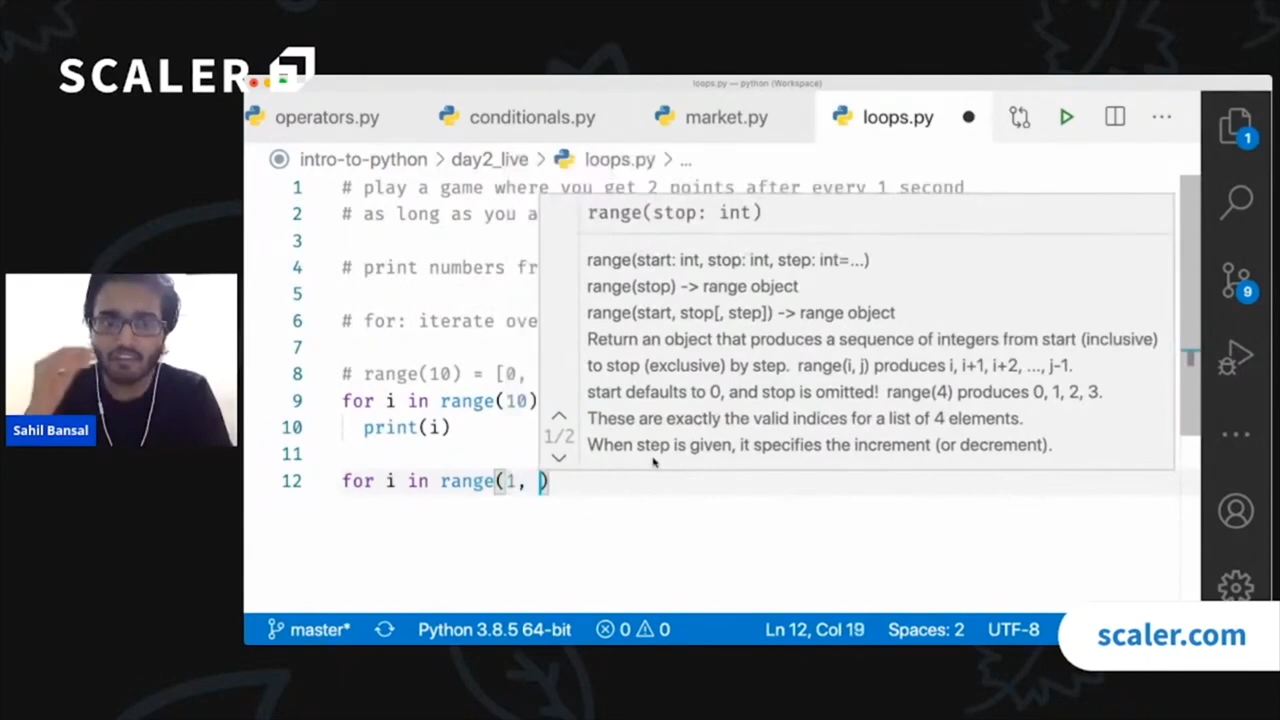 SCALER
loops.py — python (Workspace)
operators.py
conditionals.py
market.py
loops.py
intro-to-python > day2_live > loops.py > ...
1 # play a game where you get 2 points after every 1 second
2 # as long as you a
range(stop: int)
3
range(start: int, stop: int, step: int=...)
4 # print numbers fr
range(stop) -> range object
5
range(start, stop[, step]) -> range object
6 # for: iterate ove
Return an object that produces a sequence of integers from start (inclusive)
7
to stop (exclusive) by step. range(i, j) produces i, i+1, i+2, ..., j-1.
8 # range(10) = [0,
start defaults to 0, and stop is omitted! range(4) produces 0, 1, 2, 3.
9 for i in range(10)
These are exactly the valid indices for a list of 4 elements.
10 print(i)
1/2
When step is given, it specifies the increment (or decrement).
11
12 for i in range(1, )
1
9
Sahil Bansal
master*
Python 3.8.5 64-bit
0
0
Ln 12, Col 19
Spaces: 2
UTF-8
scaler.com